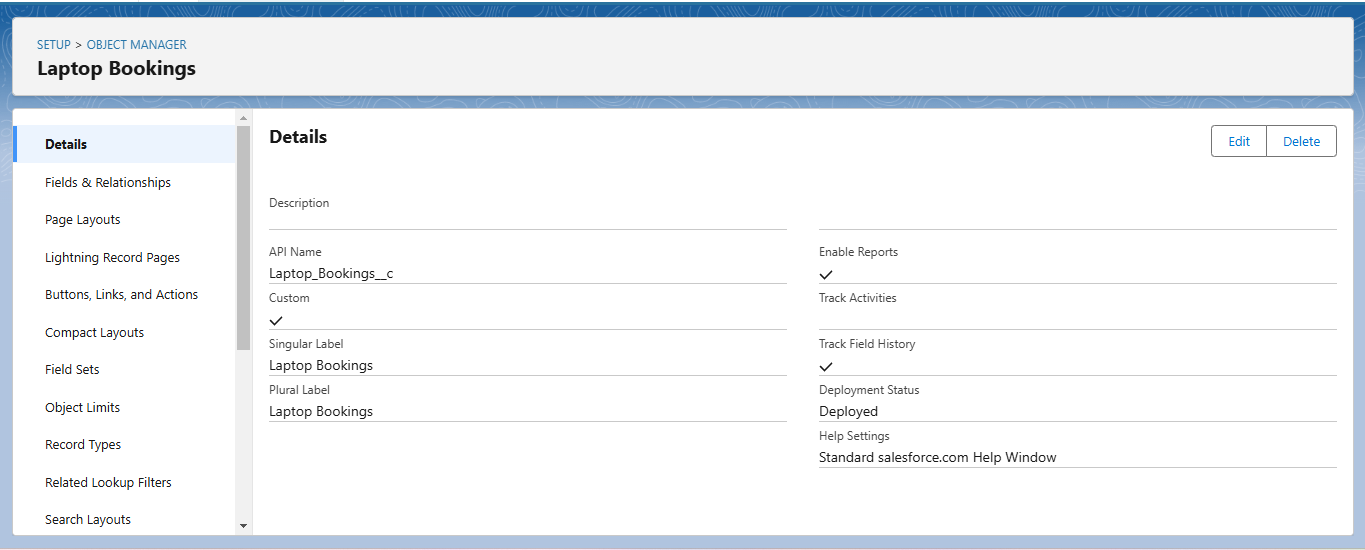 SETUP > OBJECT MANAGER
Laptop Bookings
Details
Fields & Relationships
Page Layouts
Lightning Record Pages
Buttons, Links, and Actions
Compact Layouts
Field Sets
Object Limits
Record Types
Related Lookup Filters
Search Layouts
Details
Edit
Delete
Description
API Name
Laptop_Bookings__c
Custom
Singular Label
Laptop Bookings
Plural Label
Laptop Bookings
Enable Reports
Track Activities
Track Field History
Deployment Status
Deployed
Help Settings
Standard salesforce.com Help Window